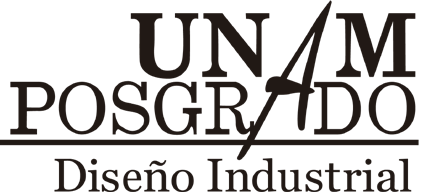 UNAM
POSGRADO
Diseño Industrial